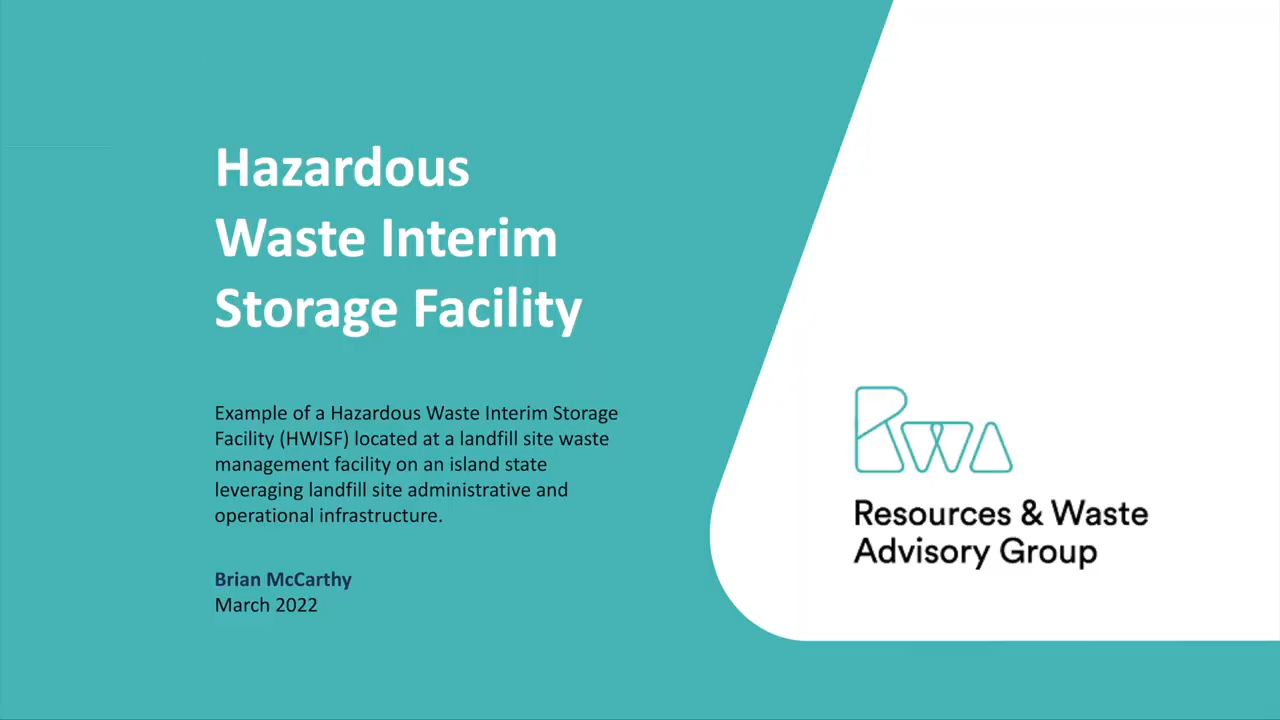 Hazardous
Waste Interim
Storage Facility
Example of a Hazardous Waste Interim Storage
Facility (HWISF) located at a landfill site waste
management facility on an island state
leveraging landfill site administrative and
operational infrastructure.
Brian McCarthy
March 2022
RWA
Resources & Waste
Advisory Group